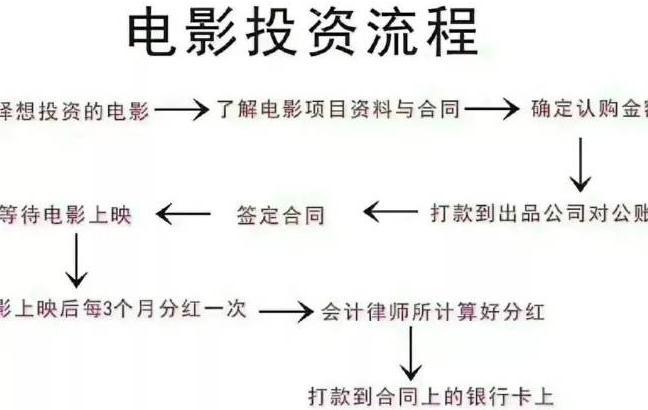 电影投资流程
择想投资的电影
了解电影项目资料与合同
确定认购金额
打款到出品公司对公账
签定合同
等待电影上映
影上映后每3个月分红一次
会计律师所计算好分红
打款到合同上的银行卡上